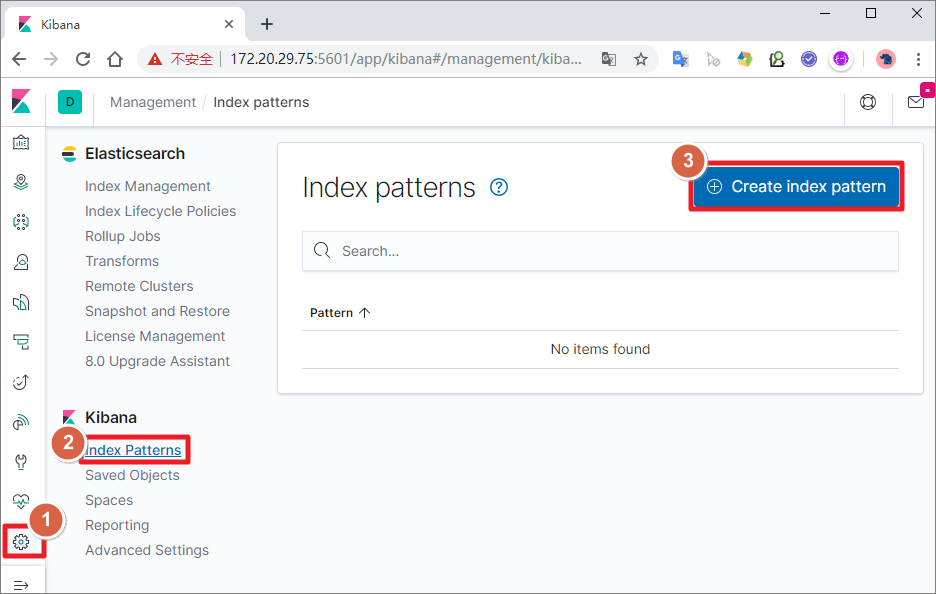 Kibana
不安全
172.20.29.75:5601/app/kibana#/management/kiba...
D
Management / Index patterns
Elasticsearch
Index Management
Index Lifecycle Policies
Rollup Jobs
Transforms
Remote Clusters
Snapshot and Restore
License Management
8.0 Upgrade Assistant
Kibana
2
Index Patterns
Saved Objects
Spaces
Reporting
Advanced Settings
1
Index patterns
3
Create index pattern
Search...
Pattern
No items found